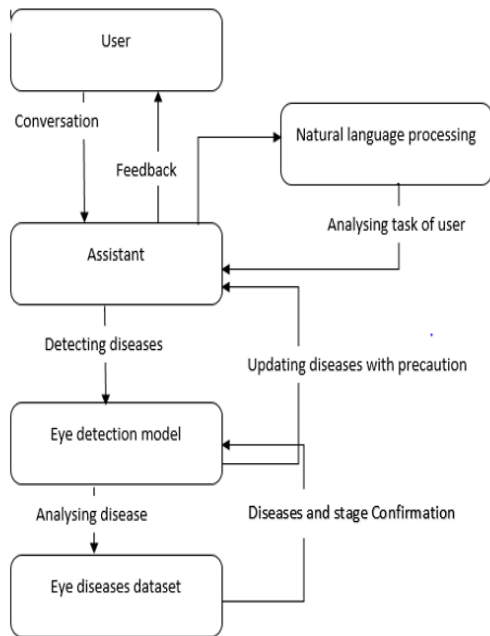 User
Conversation
Natural language processing
Feedback
Analysing task of user
Assistant
Detecting diseases
Updating diseases with precaution
Eye detection model
Analysing disease
Diseases and stage Confirmation
Eye diseases dataset